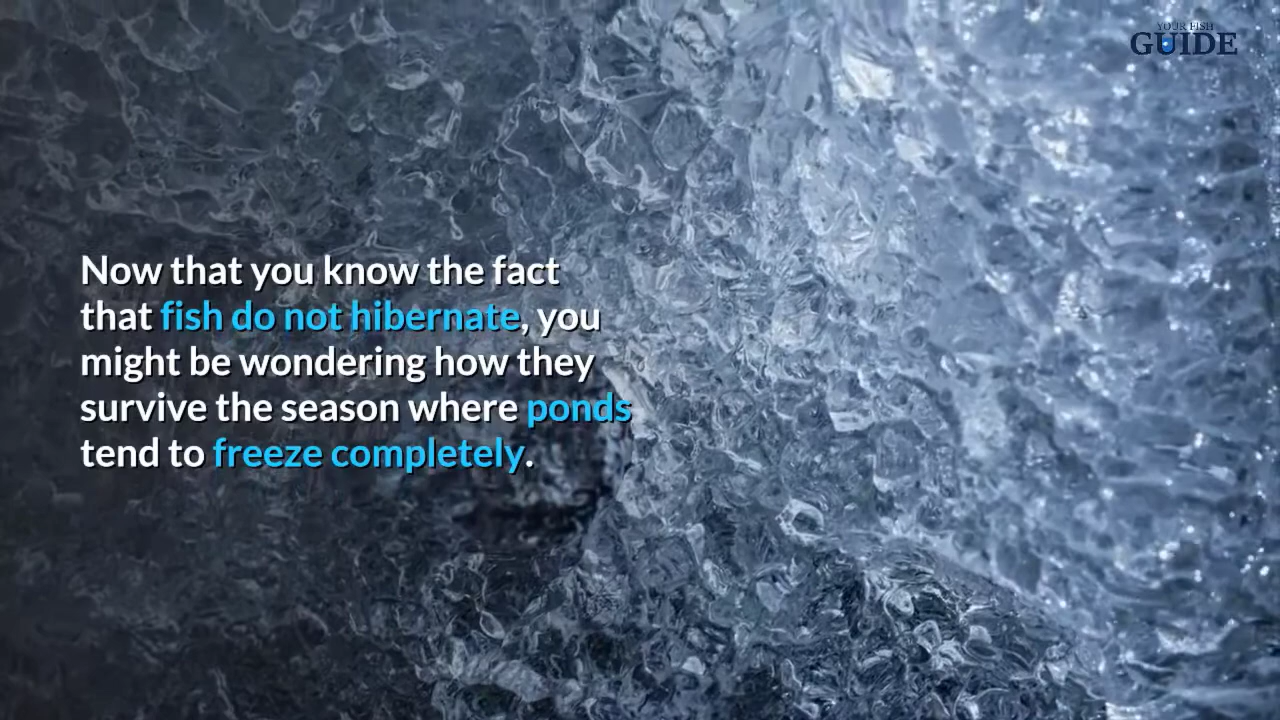 YOUR FISH
GUIDE
Now that you know the fact
that fish do not hibernate, you
might be wondering how they
survive the season where ponds
tend to freeze completely.